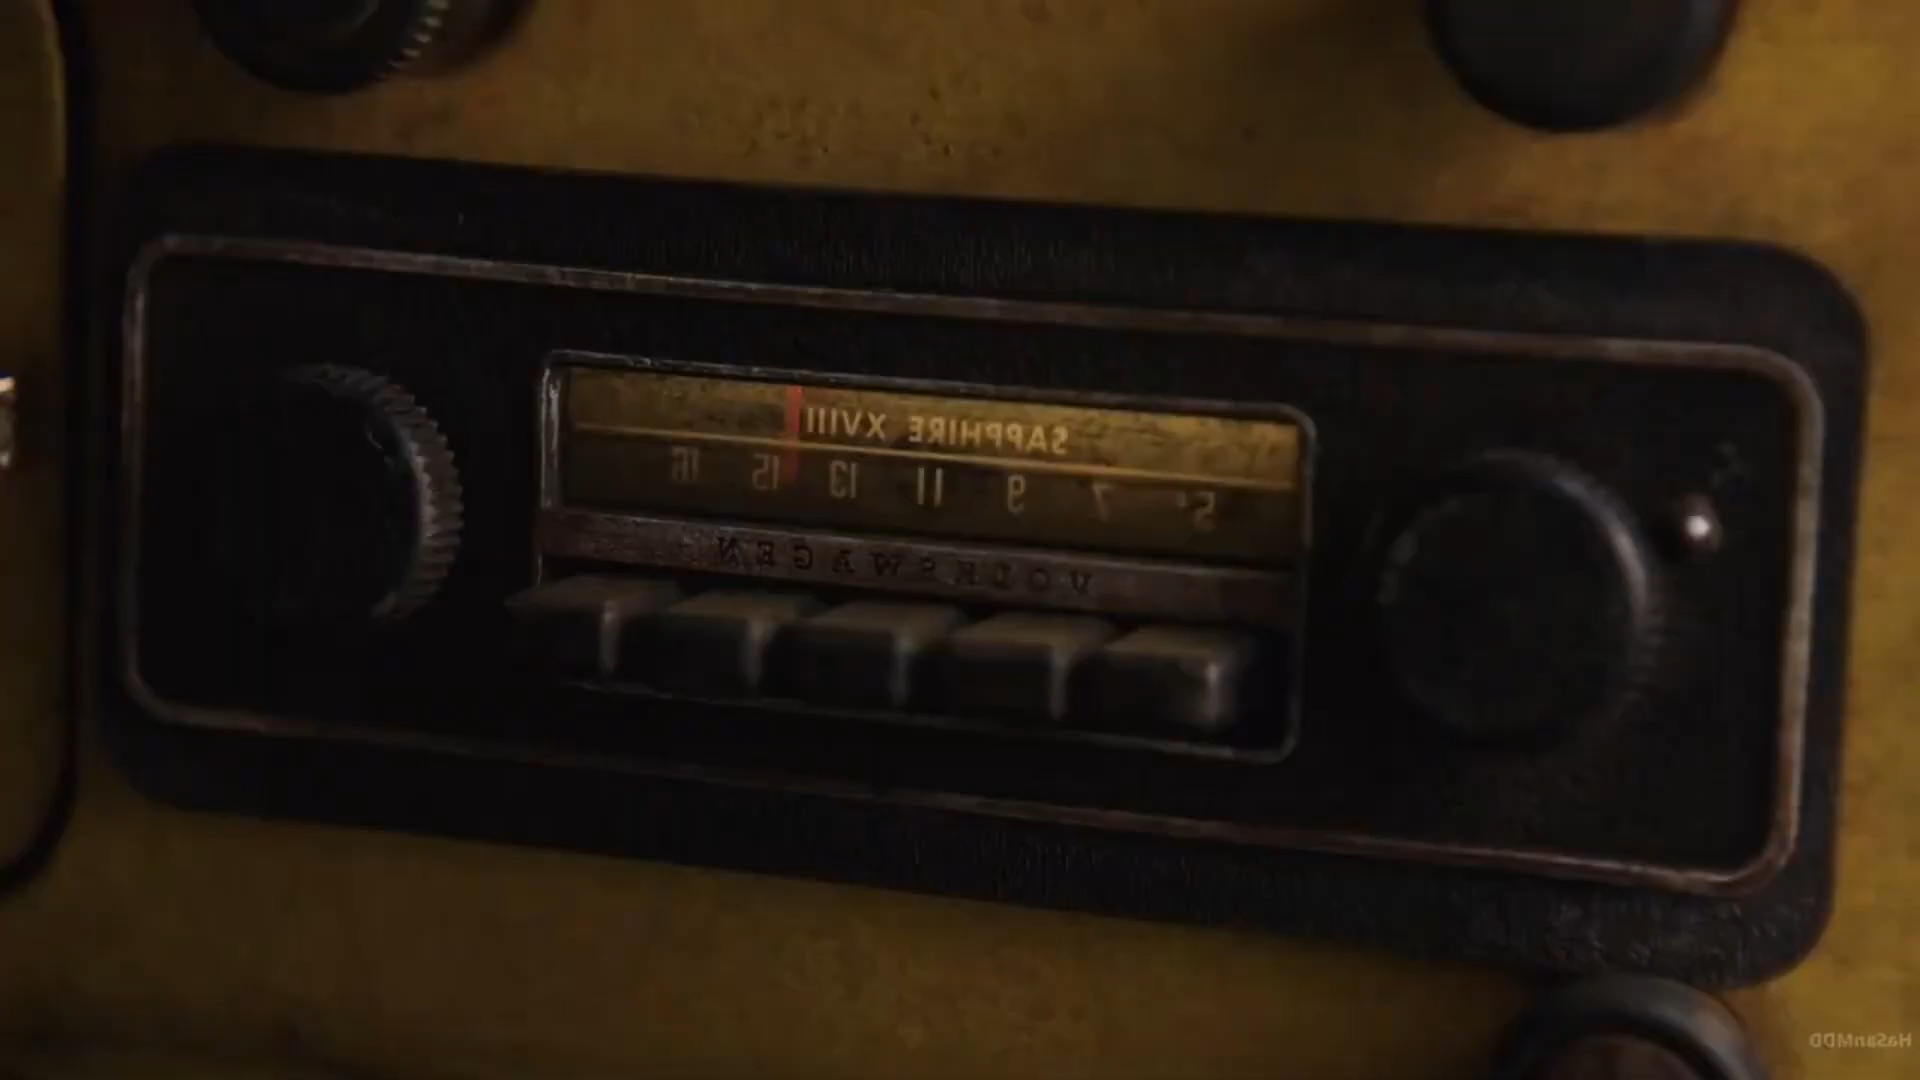 SAPPHIRE XVIII
5· 7 9 11 13 15 16
VOLKSWAGEN
HaSanMDD